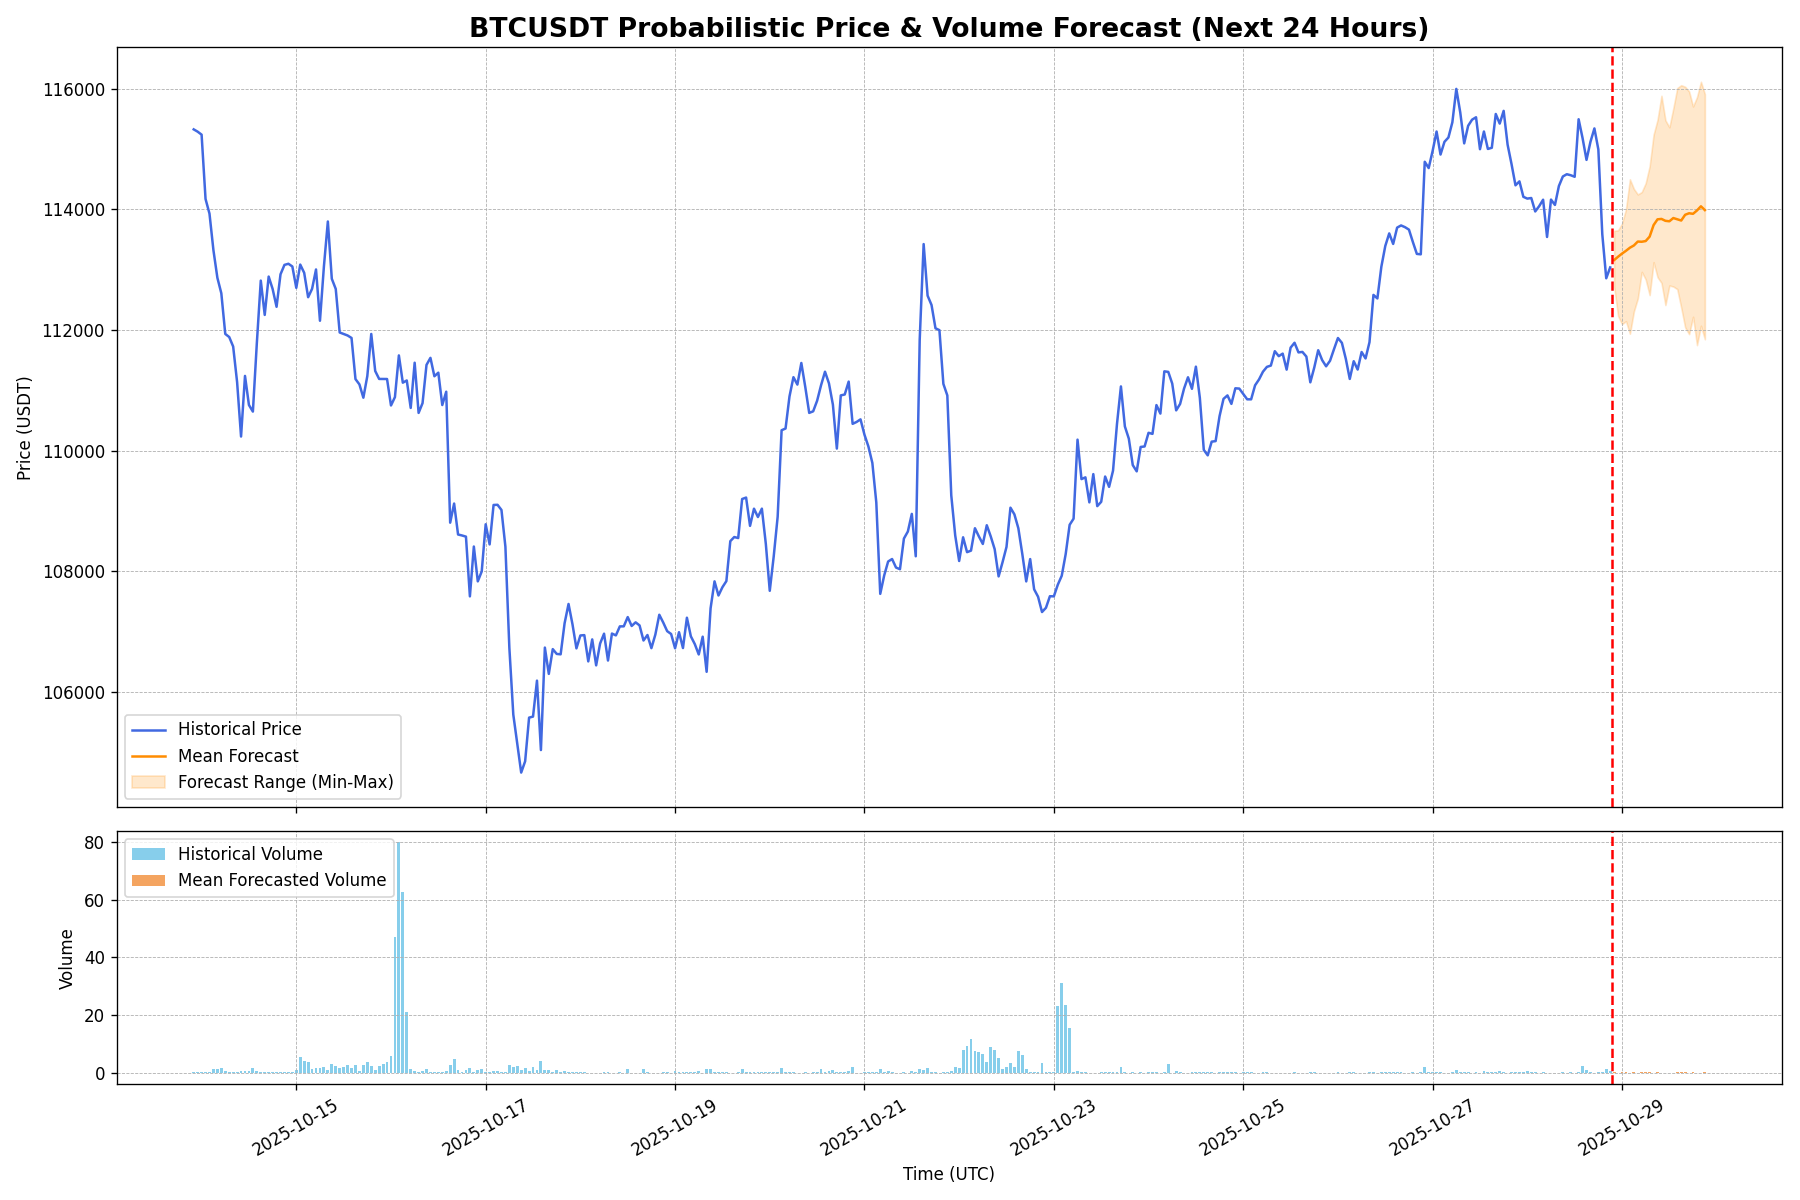 BTCUSDT Probabilistic Price & Volume Forecast (Next 24 Hours)
116000
114000
112000
110000
108000
106000
Price (USDT)
Historical Price
Mean Forecast
Forecast Range (Min-Max)
80
60
40
20
0
Volume
Historical Volume
Mean Forecasted Volume
2025-10-15
2025-10-17
2025-10-19
2025-10-21
2025-10-23
2025-10-25
2025-10-27
2025-10-29
Time (UTC)